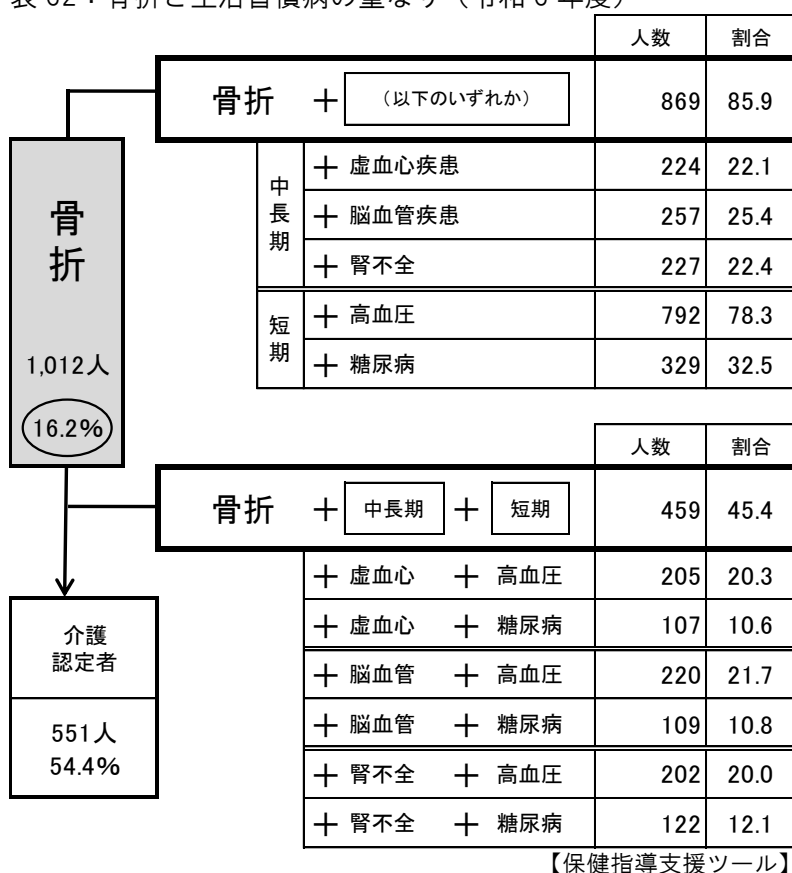 人数 割合
骨折 ＋ （以下のいずれか） 869 85.9
中長期
＋ 虚血心疾患 224 22.1
＋ 脳血管疾患 257 25.4
＋ 腎不全 227 22.4
短期
＋ 高血圧 792 78.3
＋ 糖尿病 329 32.5
骨折
1,012人
16.2%
人数 割合
骨折 ＋ 中長期 ＋ 短期 459 45.4
＋ 虚血心 ＋ 高血圧 205 20.3
＋ 虚血心 ＋ 糖尿病 107 10.6
＋ 脳血管 ＋ 高血圧 220 21.7
＋ 脳血管 ＋ 糖尿病 109 10.8
＋ 腎不全 ＋ 高血圧 202 20.0
＋ 腎不全 ＋ 糖尿病 122 12.1
介護
認定者
551人
54.4%
【保健指導支援ツール】